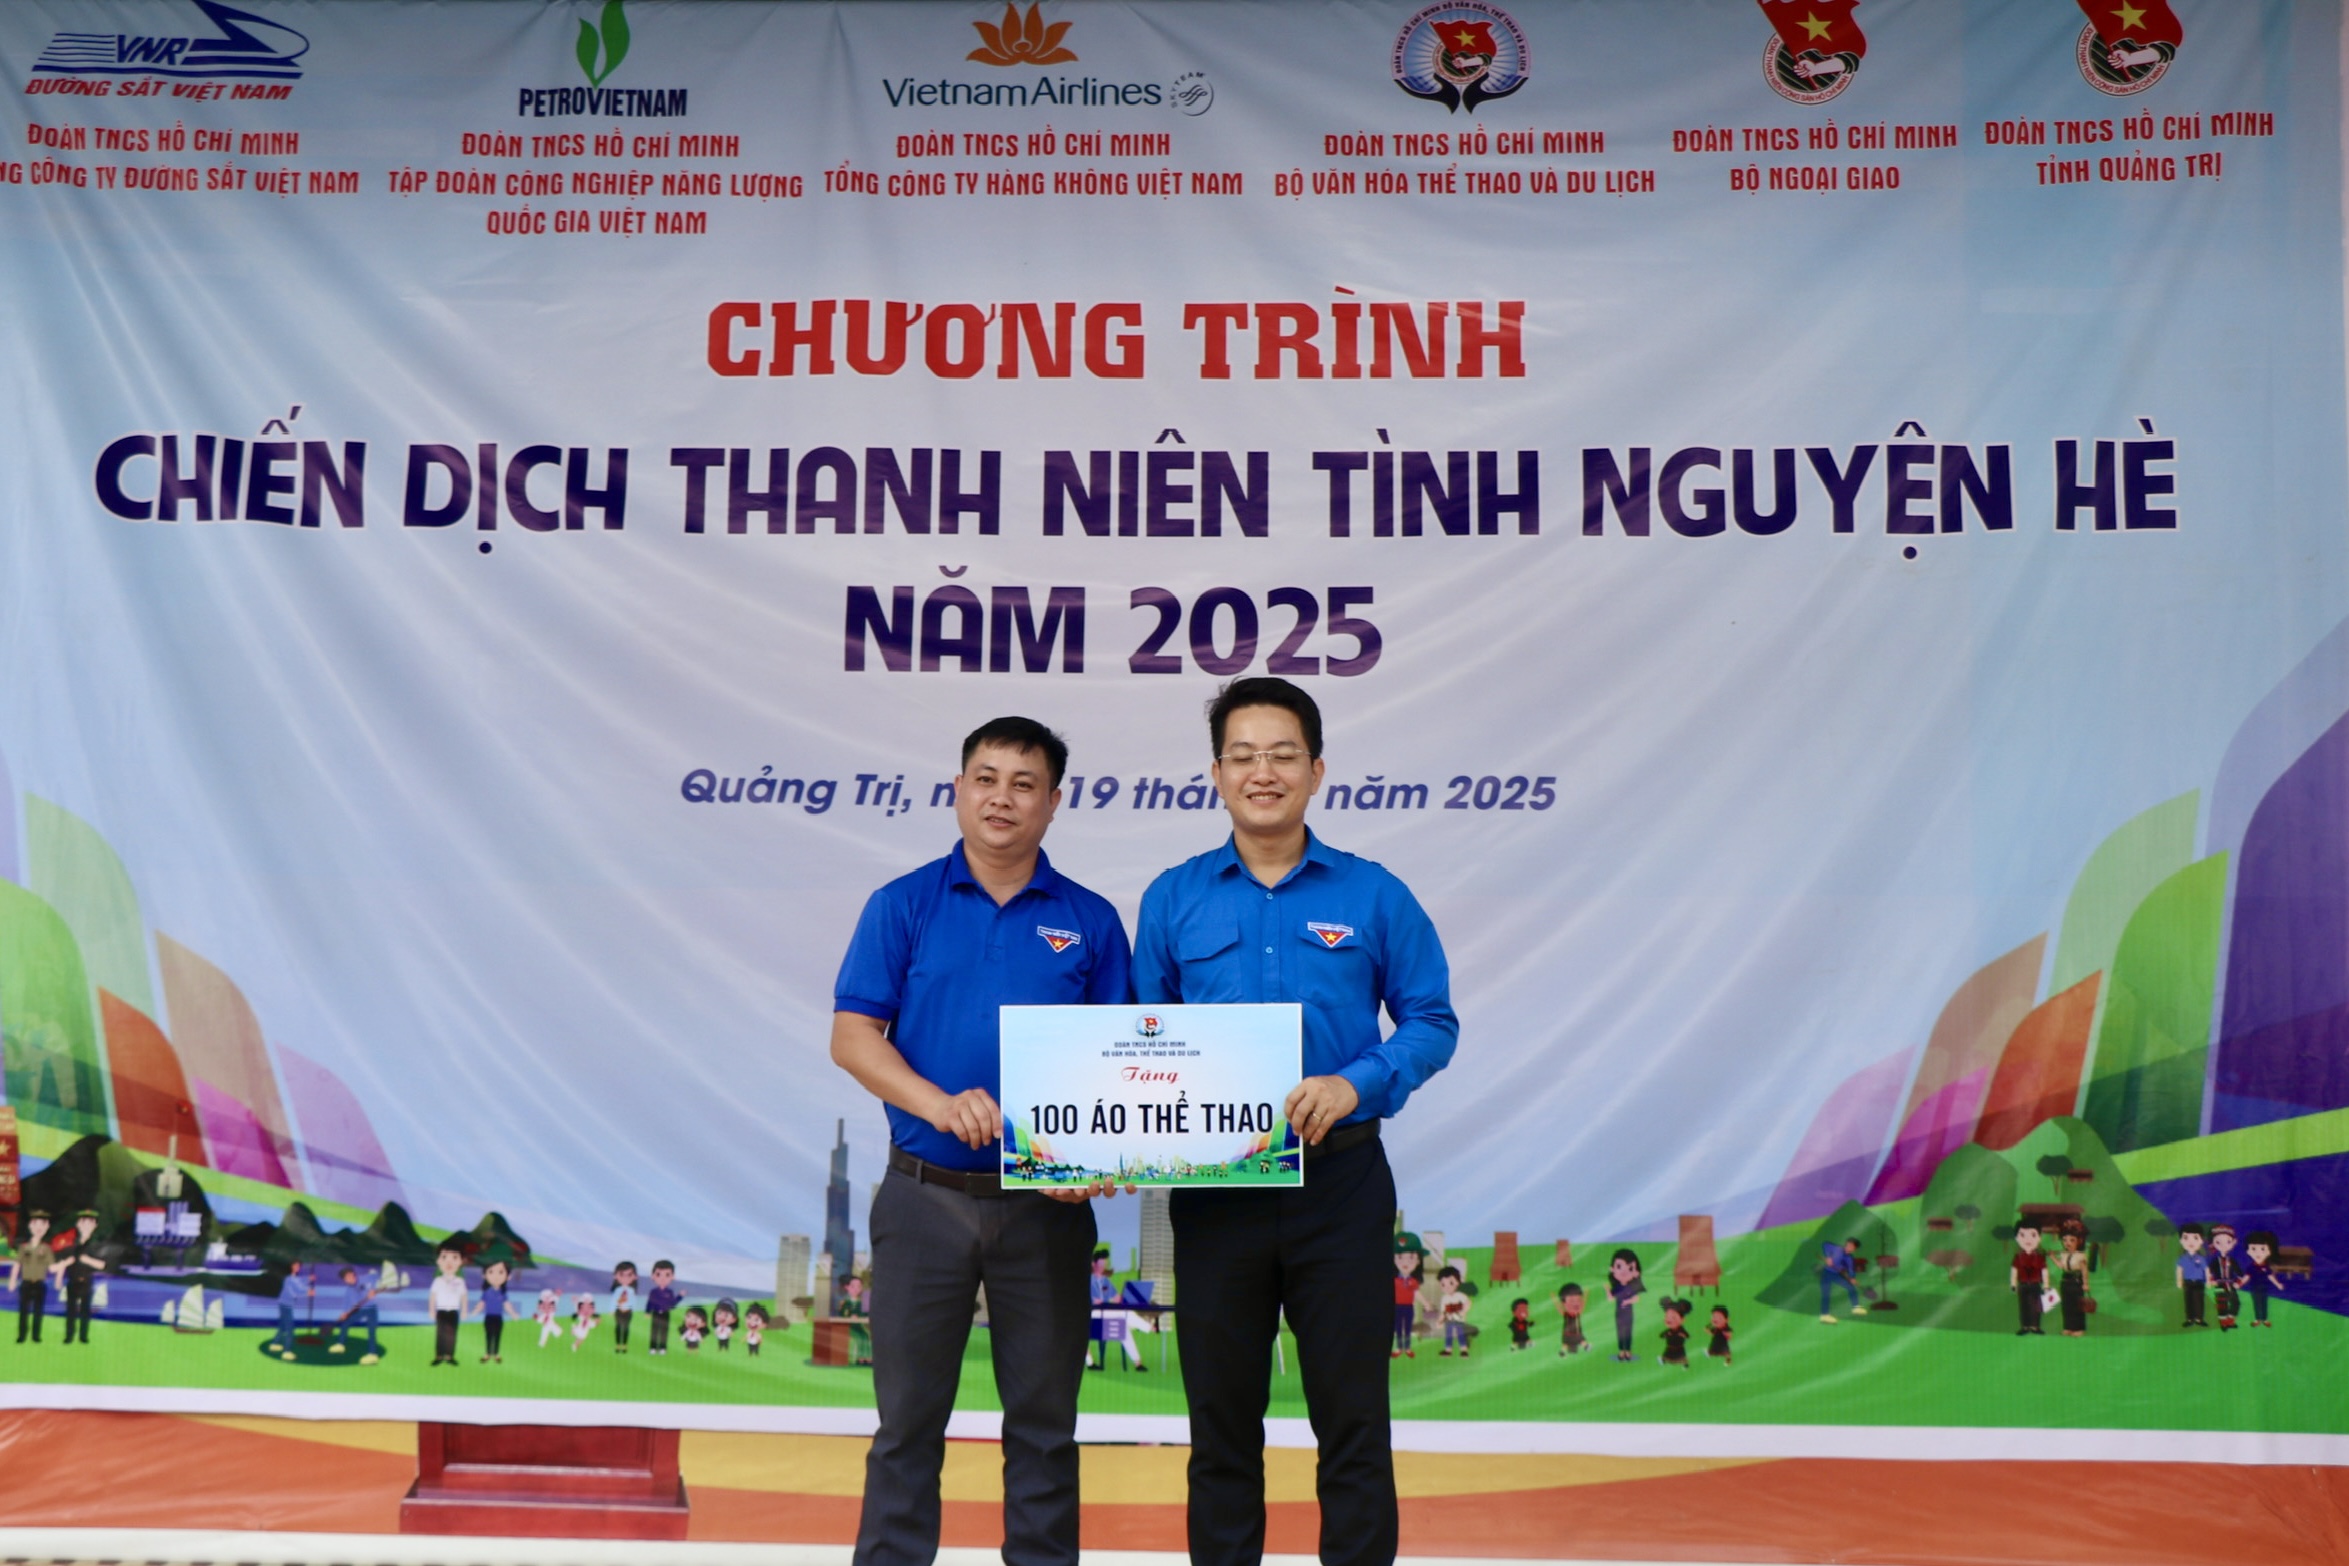 VNR
ĐƯỜNG SẮT VIỆT NAM
ĐOÀN TNCS HỒ CHÍ MINH
CÔNG TY ĐƯỜNG SẮT VIỆT NAM
PETROVIETNAM
ĐOÀN TNCS HỒ CHÍ MINH
TẬP ĐOÀN CÔNG NGHIỆP NĂNG LƯỢNG
QUỐC GIA VIỆT NAM
Vietnam Airlines SKYTEAM
ĐOÀN TNCS HỒ CHÍ MINH
TỔNG CÔNG TY HÀNG KHÔNG VIỆT NAM
ĐOÀN TNCS HỒ CHÍ MINH
BỘ VĂN HÓA THỂ THAO VÀ DU LỊCH
ĐOÀN TNCS HỒ CHÍ MINH
BỘ NGOẠI GIAO
ĐOÀN TNCS HỒ CHÍ MINH
TỈNH QUẢNG TRỊ
CHƯƠNG TRÌNH
CHIẾN DỊCH THANH NIÊN TÌNH NGUYỆN HÈ
NĂM 2025
Quảng Trị, 19 năm 2025
ĐOÀN TNCS HỒ CHÍ MINH
BỘ VĂN HÓA, THỂ THAO VÀ DU LỊCH
Tặng
100 ÁO THỂ THAO